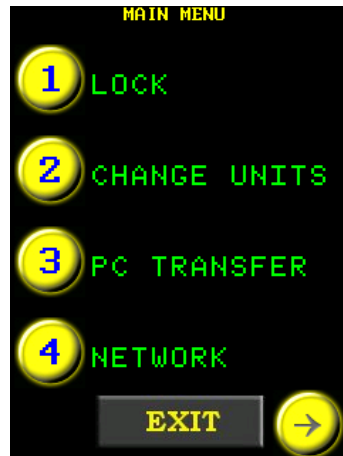 MAIN MENU
1 LOCK
2 CHANGE UNITS
3 PC TRANSFER
4 NETWORK
EXIT →